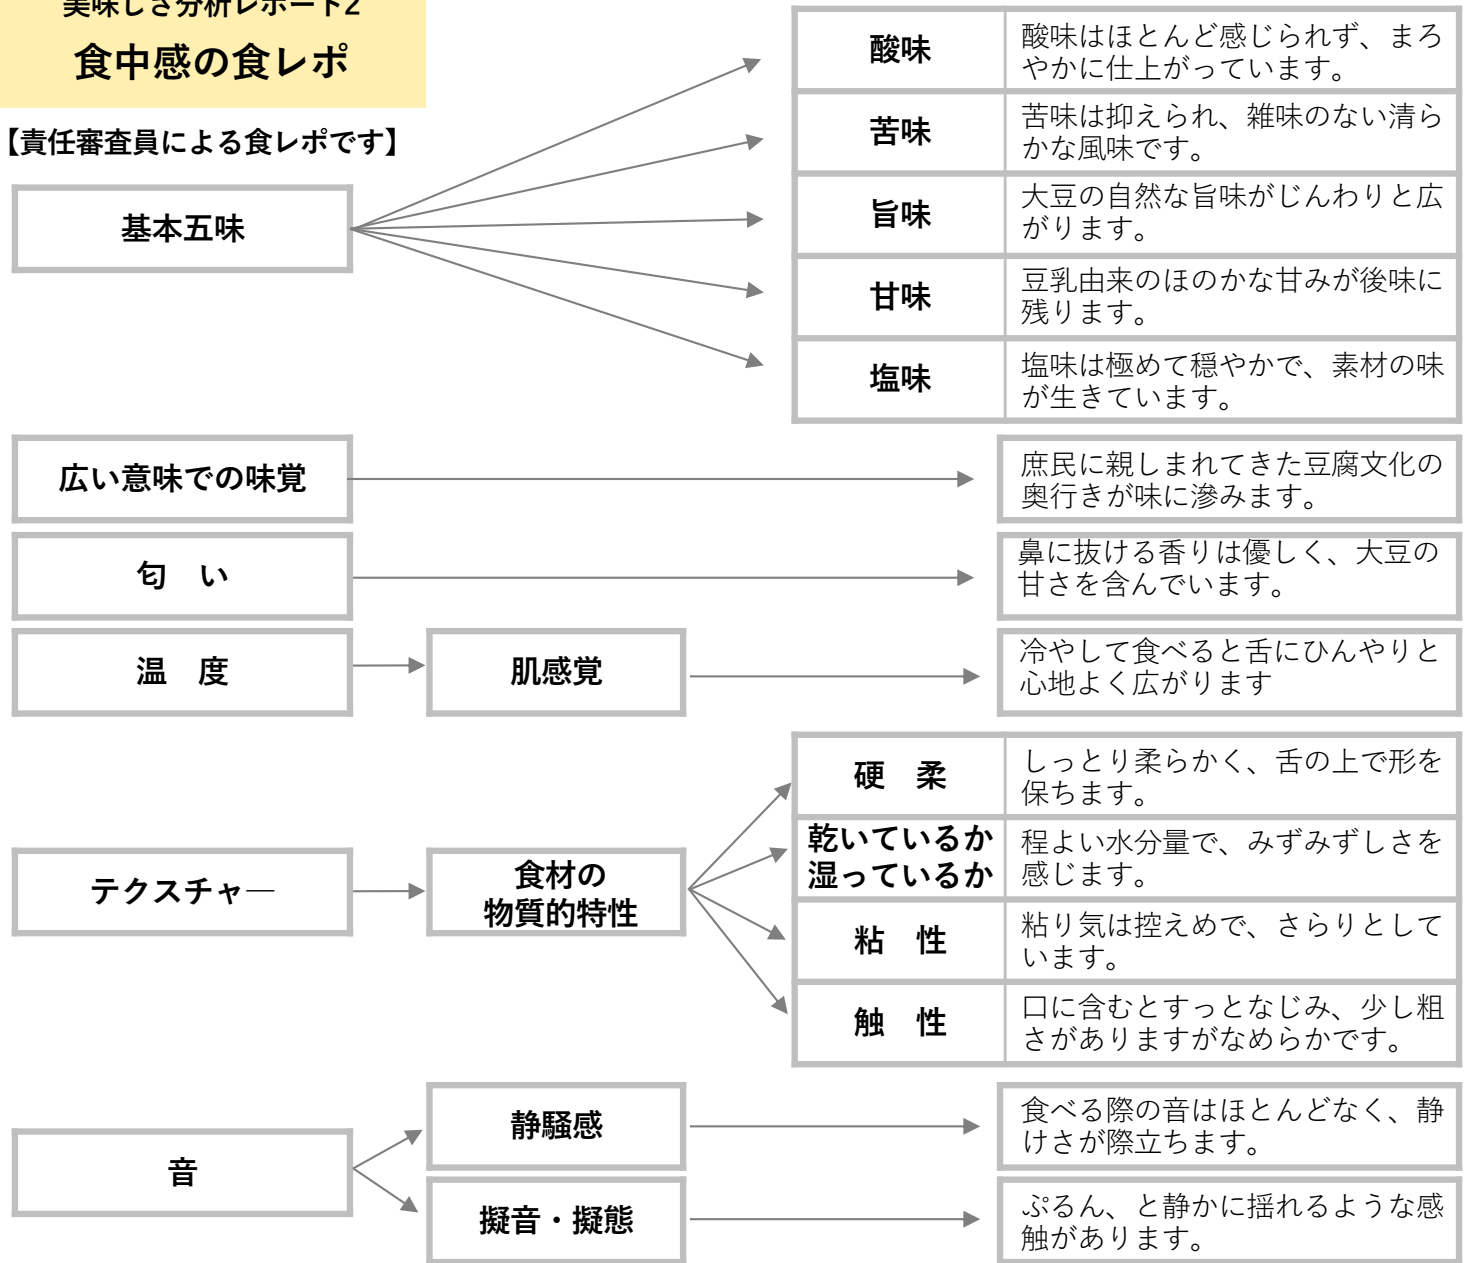 美味しさ分析レポート2
食中感の食レポ
【責任審査員による食レポです】
基本五味
酸味
酸味はほとんど感じられず、まろ
やかに仕上がっています。
苦味
苦味は抑えられ、雑味のない清ら
かな風味です。
旨味
大豆の自然な旨味がじんわりと広
がります。
甘味
豆乳由来のほのかな甘みが後味に
残ります。
塩味
塩味は極めて穏やかで、素材の味
が生きています。
広い意味での味覚
庶民に親しまれてきた豆腐文化の
奥行きが味に滲みます。
匂　い
鼻に抜ける香りは優しく、大豆の
甘さを含んでいます。
温　度
肌感覚
冷やして食べると舌にひんやりと
心地よく広がります
テクスチャ―
食材の
物質的特性
硬　柔
しっとり柔らかく、舌の上で形を
保ちます。
乾いているか
湿っているか
程よい水分量で、みずみずしさを
感じます。
粘　性
粘り気は控えめで、さらりとして
います。
触　性
口に含むとすっとなじみ、少し粗
さがありますがなめらかです。
音
静騒感
食べる際の音はほとんどなく、静
けさが際立ちます。
擬音・擬態
ぷるん、と静かに揺れるような感
触があります。